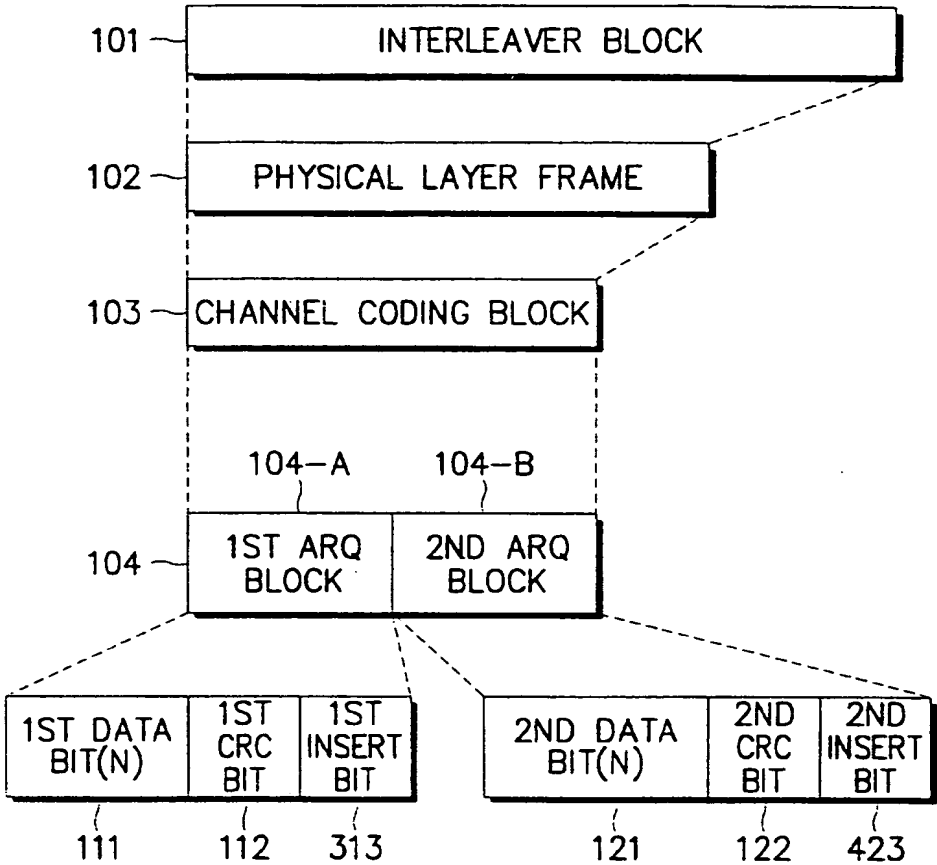 101
INTERLEAVER BLOCK
102
PHYSICAL LAYER FRAME
103
CHANNEL CODING BLOCK
104-A
104-B
104
1ST ARQ
BLOCK
2ND ARQ
BLOCK
1ST DATA
BIT(N)
1ST
CRC
BIT
1ST
INSERT
BIT
2ND DATA
BIT(N)
2ND
CRC
BIT
2ND
INSERT
BIT
111
112
313
121
122
423